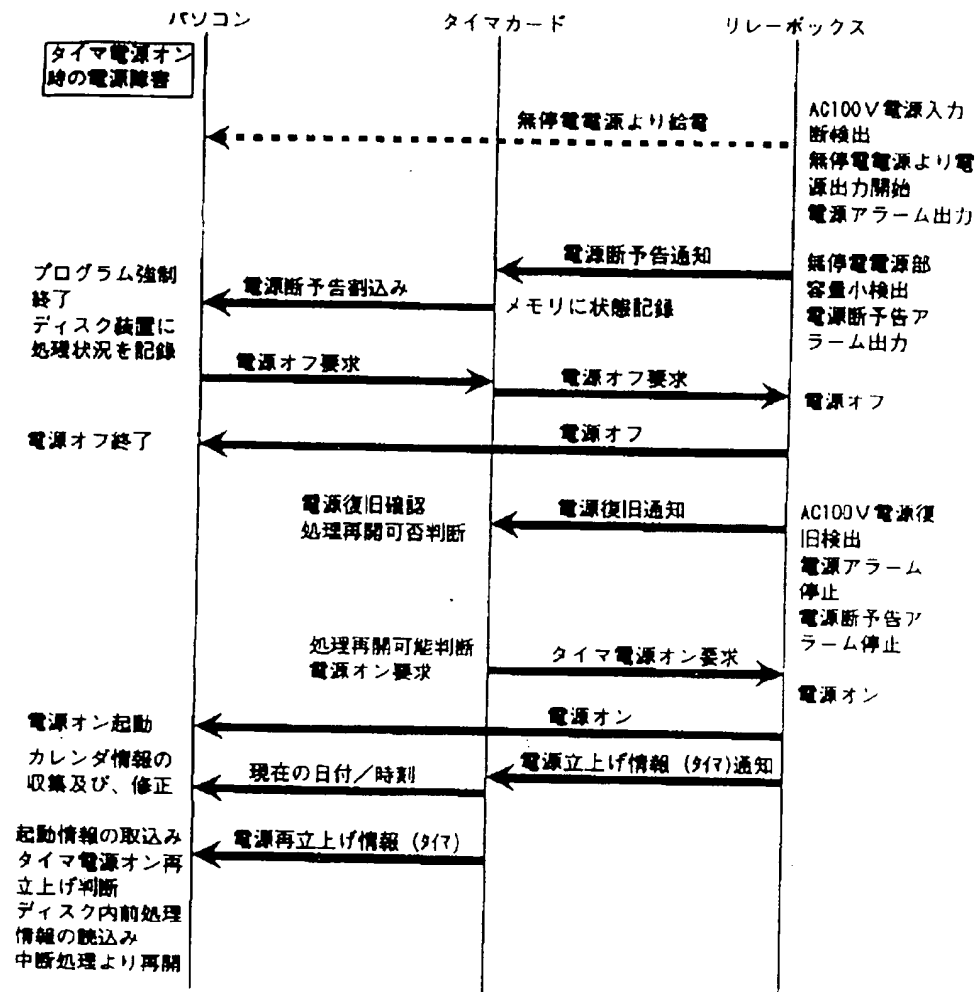 パソコン
タイマカード
リレーボックス
タイマ電源オン
時の電源障害
無停電電源より給電
AC100V電源入力
断検出
無停電電源より電
源出力開始
電源アラーム出力
電源断予告通知
無停電電源部
容量小検出
電源断予告ア
ラーム出力
プログラム強制
終了
ディスク装置に
処理状況を記録
電源断予告割込み
メモリに状態記録
電源オフ要求
電源オフ要求
電源オフ
電源オフ終了
電源オフ
電源復旧確認
処理再開可否判断
電源復旧通知
AC100V電源復
旧検出
電源アラーム
停止
電源断予告ア
ラーム停止
処理再開可能判断
電源オン要求
タイマ電源オン要求
電源オン
電源オン起動
電源オン
カレンダ情報の
収集及び、修正
現在の日付／時刻
電源立上げ情報（ﾀｲﾏ）通知
起動情報の取込み
タイマ電源オン再
立上げ判断
ディスク内前処理
情報の読込み
中断処理より再開
電源再立上げ情報（ﾀｲﾏ）